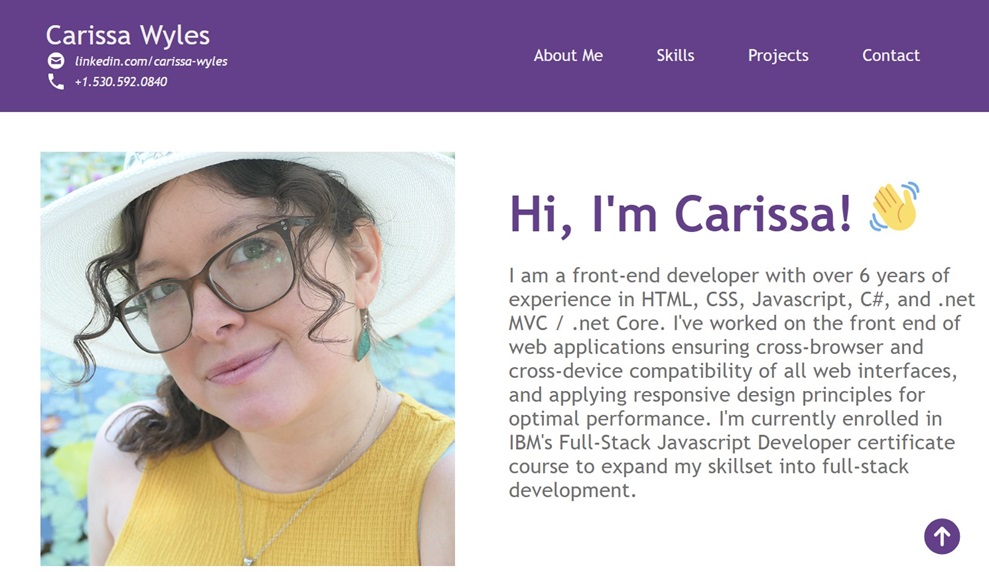 Carissa Wyles
linkedin.com/carissa-wyles
+1.530.592.0840
About Me Skills Projects Contact
Hi, I'm Carissa!
I am a front-end developer with over 6 years of
experience in HTML, CSS, Javascript, C#, and .net
MVC / .net Core. I've worked on the front end of
web applications ensuring cross-browser and
cross-device compatibility of all web interfaces,
and applying responsive design principles for
optimal performance. I'm currently enrolled in
IBM's Full-Stack Javascript Developer certificate
course to expand my skillset into full-stack
development.